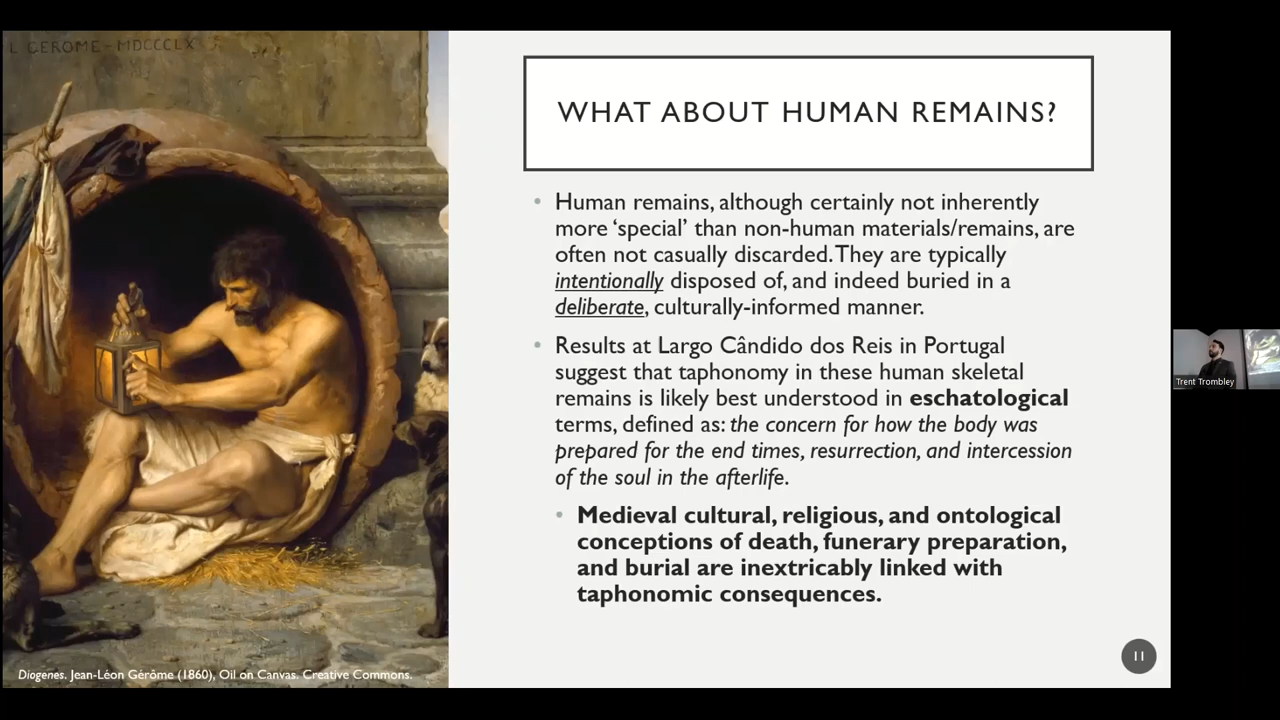 L. GEROME-MDCCCLX
WHAT ABOUT HUMAN REMAINS?
• Human remains, although certainly not inherently
more ‘special’ than non-human materials/remains, are
often not casually discarded. They are typically
intentionally disposed of, and indeed buried in a
deliberate, culturally-informed manner.
• Results at Largo Cândido dos Reis in Portugal
suggest that taphonomy in these human skeletal
remains is likely best understood in eschatological
terms, defined as: the concern for how the body was
prepared for the end times, resurrection, and intercession
of the soul in the afterlife.
• Medieval cultural, religious, and ontological
conceptions of death, funerary preparation,
and burial are inextricably linked with
taphonomic consequences.
Diogenes. Jean-Léon Gérôme (1860), Oil on Canvas. Creative Commons.
11
Trent Trombley